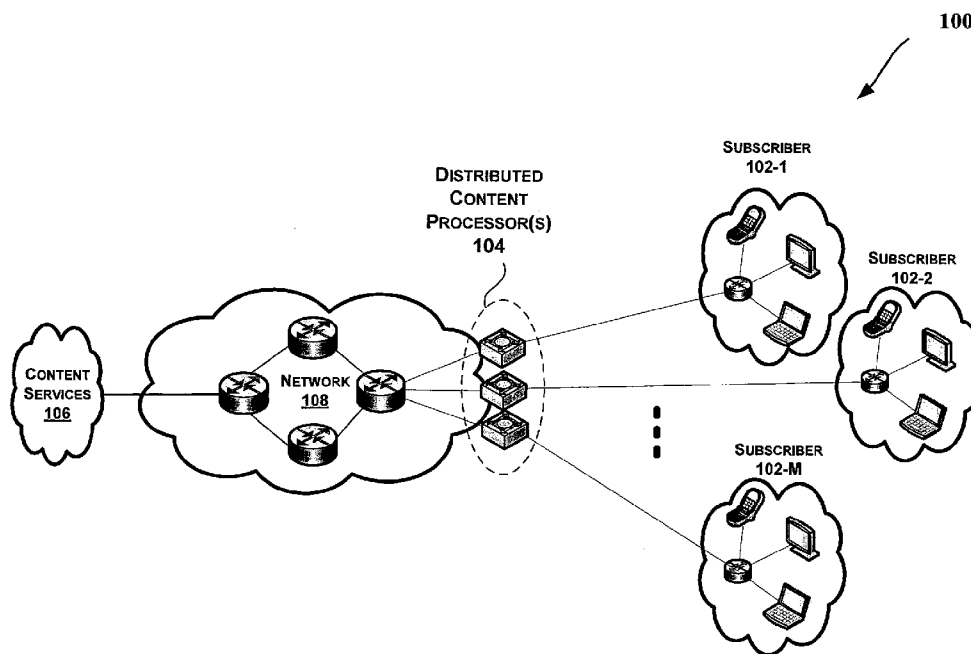 100
SUBSCRIBER
102-1
DISTRIBUTED
CONTENT
PROCESSOR(S)
104
SUBSCRIBER
102-2
CONTENT
SERVICES
106
NETWORK
108
SUBSCRIBER
102-M